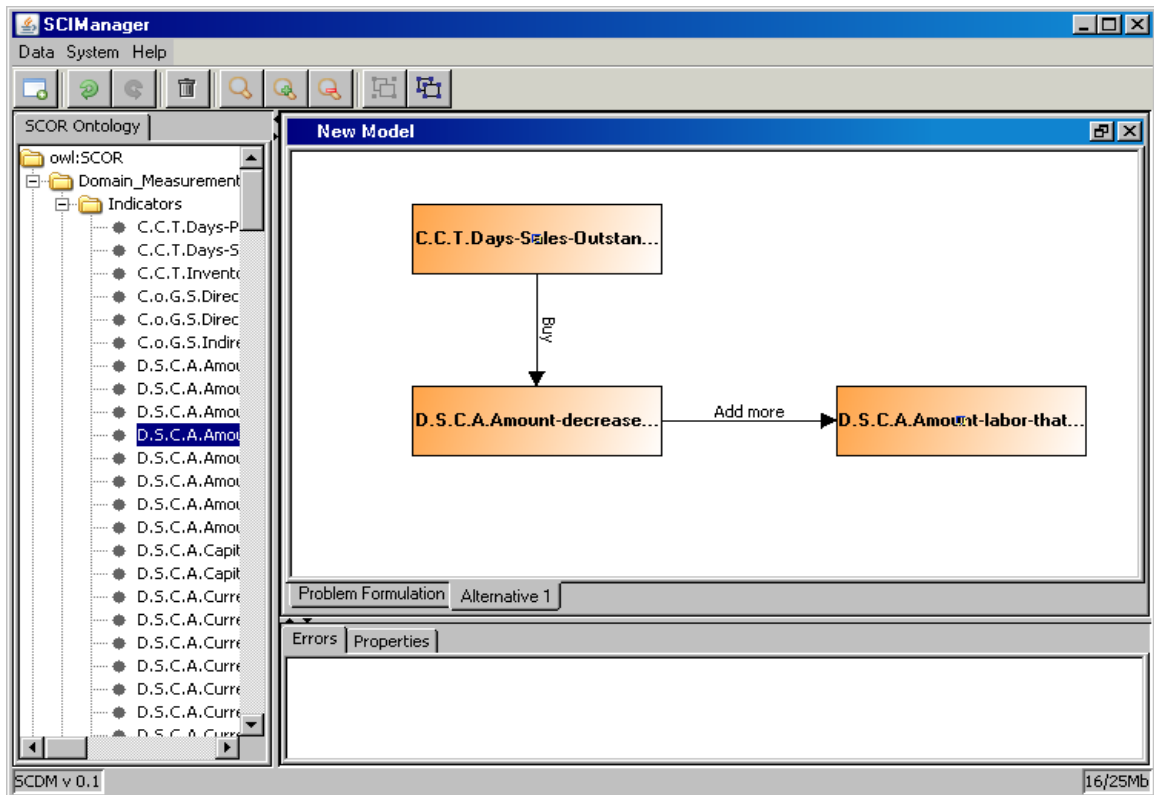 SCIManager
Data System Help
SCOR Ontology
owl:SCOR
Domain_Measurement
Indicators
C.C.T.Days-P
C.C.T.Days-S
C.C.T.Invento
C.o.G.S.Direc
C.o.G.S.Direc
C.o.G.S.Indire
D.S.C.A.Amou
D.S.C.A.Amou
D.S.C.A.Amou
D.S.C.A.Amou
D.S.C.A.Amou
D.S.C.A.Amou
D.S.C.A.Amou
D.S.C.A.Amou
D.S.C.A.Capit
D.S.C.A.Capit
D.S.C.A.Curre
D.S.C.A.Curre
D.S.C.A.Curre
D.S.C.A.Curre
D.S.C.A.Curre
D.S.C.A.Curre
D.S.C.A.Curre
New Model
C.C.T.Days-Sales-Outstan...
Buy
D.S.C.A.Amount-decrease...
Add more
D.S.C.A.Amount-labor-that...
Problem Formulation Alternative 1
Errors Properties
SCDM v 0.1
16/25Mb